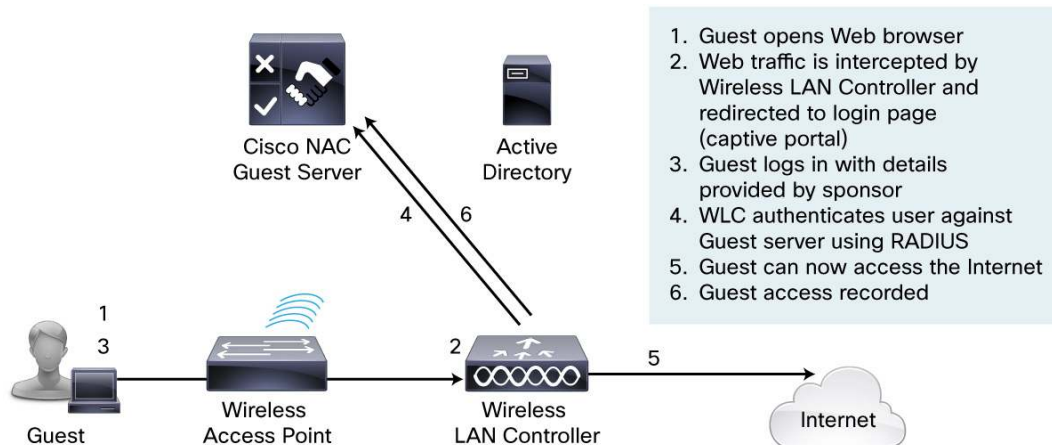 1. Guest opens Web browser
2. Web traffic is intercepted by
Wireless LAN Controller and
redirected to login page
(captive portal)
3. Guest logs in with details
provided by sponsor
4. WLC authenticates user against
Guest server using RADIUS
5. Guest can now access the Internet
6. Guest access recorded
Cisco NAC
Guest Server
Active
Directory
4
6
1
3
2
5
Guest
Wireless
Access Point
Wireless
LAN Controller
Internet